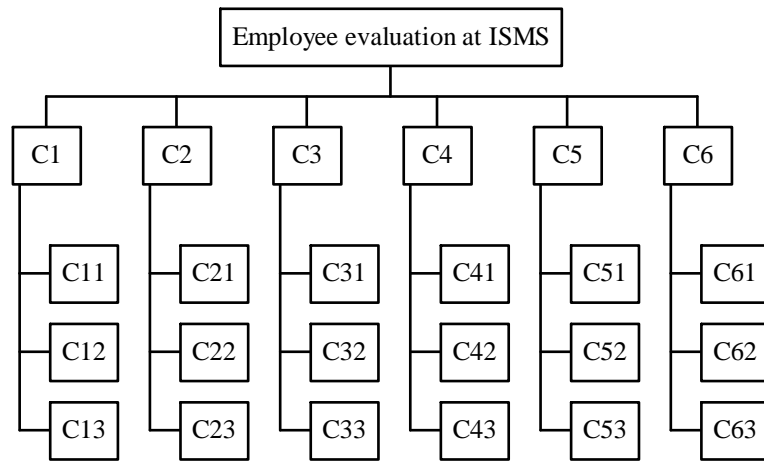 Employee evaluation at ISMS
C1 C2 C3 C4 C5 C6
C11 C21 C31 C41 C51 C61
C12 C22 C32 C42 C52 C62
C13 C23 C33 C43 C53 C63